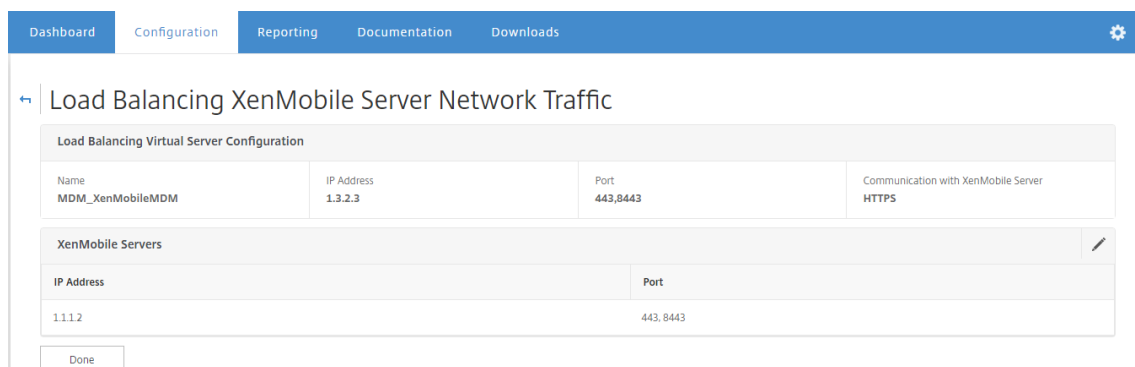 Dashboard Configuration Reporting Documentation Downloads
Load Balancing XenMobile Server Network Traffic
Load Balancing Virtual Server Configuration
Name IP Address Port Communication with XenMobile Server
MDM_XenMobileMDM 1.3.2.3 443,8443 HTTPS
XenMobile Servers
IP Address Port
1.1.1.2 443, 8443
Done